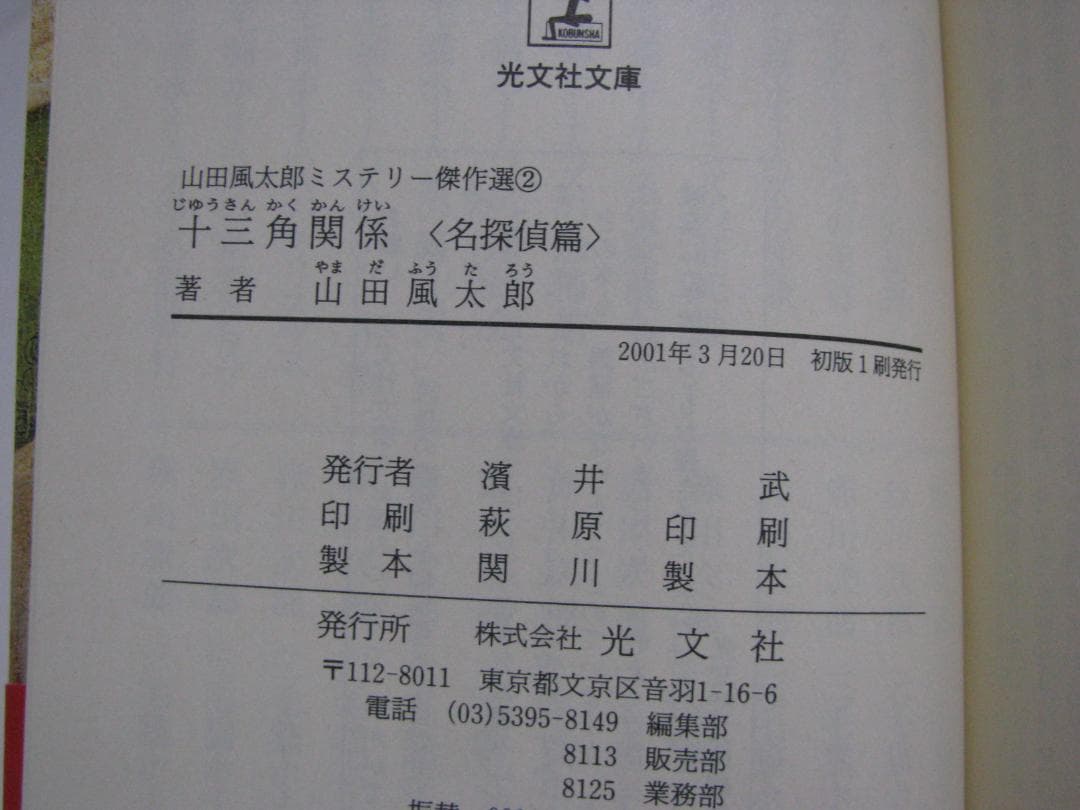 KOBUNSHA
光文社文庫
山田風太郎ミステリー傑作選②
じゆうさん かく かん けい
十三角関係 〈名探偵篇〉
やま だ ふう た ろう
著者 山田風太郎
2001年3月20日 初版1刷発行
発行者 濱井武
印刷 萩原印刷
製本 関川製本
発行所 株式会社 光文社
〒112-8011 東京都文京区音羽1-16-6
電話 (03)5395-8149 編集部
8113 販売部
8125 業務部